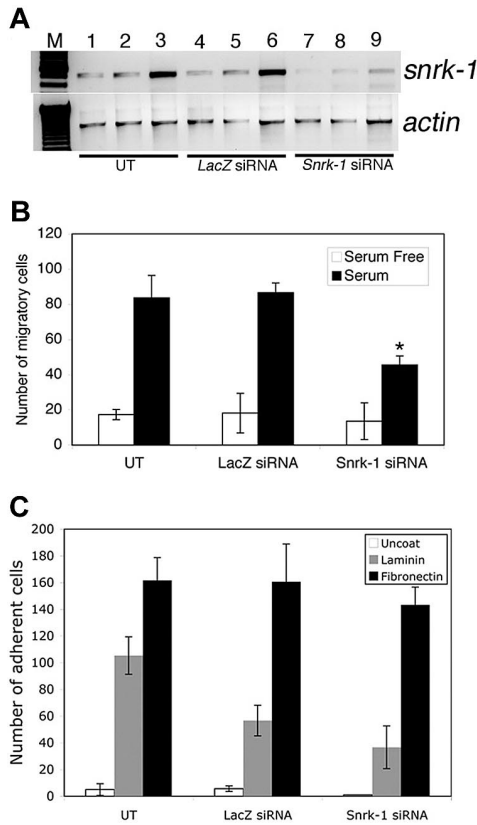 A
M 1 2 3 4 5 6 7 8 9
snrk-1
actin
UT LacZ siRNA Snrk-1 siRNA
B
120
100
80
60
40
20
0
Number of migratory cells
Serum Free
Serum
*
UT LacZ siRNA Snrk-1 siRNA
C
200
180
160
140
120
100
80
60
40
20
0
Number of adherent cells
Uncoat
Laminin
Fibronectin
UT LacZ siRNA Snrk-1 siRNA